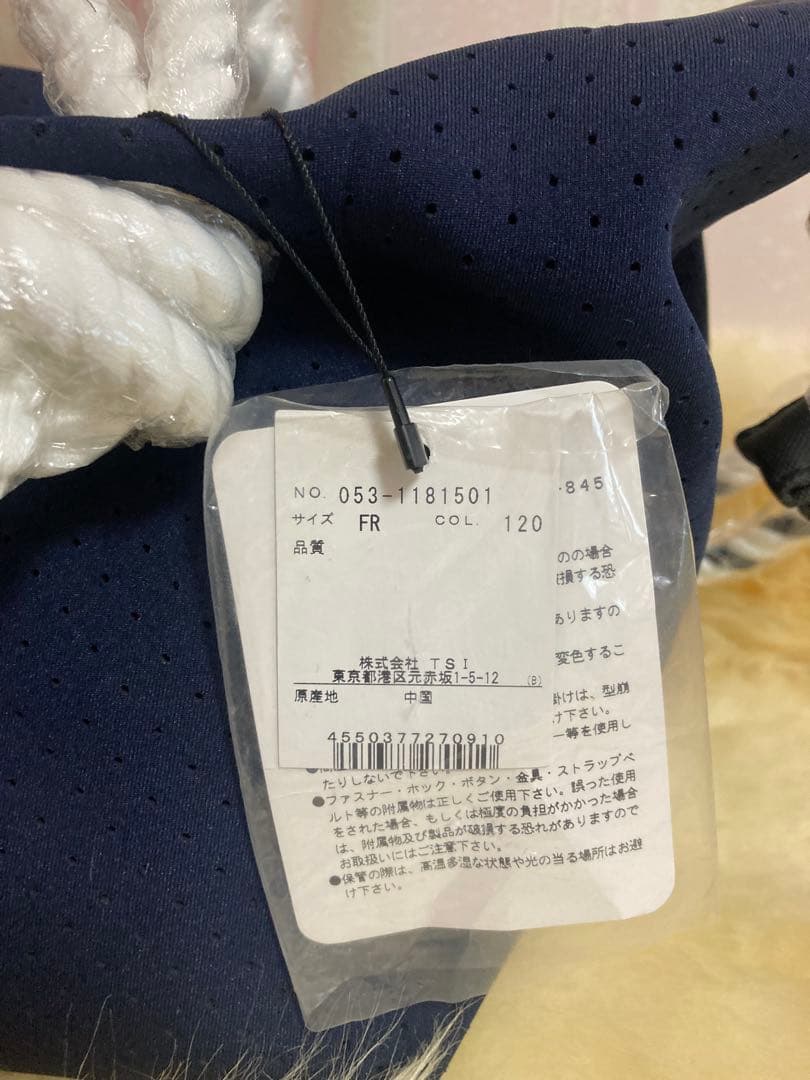 NO. 053-1181501
サイズ FR COL. 120
品質
株式会社 TSI
東京都港区元赤坂1-5-12 (B)
原産地 中国
4550377270910
・845
のの場合
損する恐
ありますの
変色するこ
掛けは、型崩
け下さい。
ー等を使用し
たりしないで下さい。
●ファスナー・ホック・ボタン・金具・ストラップベ
ルト等の附属物は正しくご使用下さい。誤った使用
をされた場合、もしくは極度の負担がかかった場合
は、附属物及び製品が破損する恐れがありますので
お取扱いにはご注意下さい。
●保管の際は、高温多湿な状態や光の当る場所はお避
け下さい。